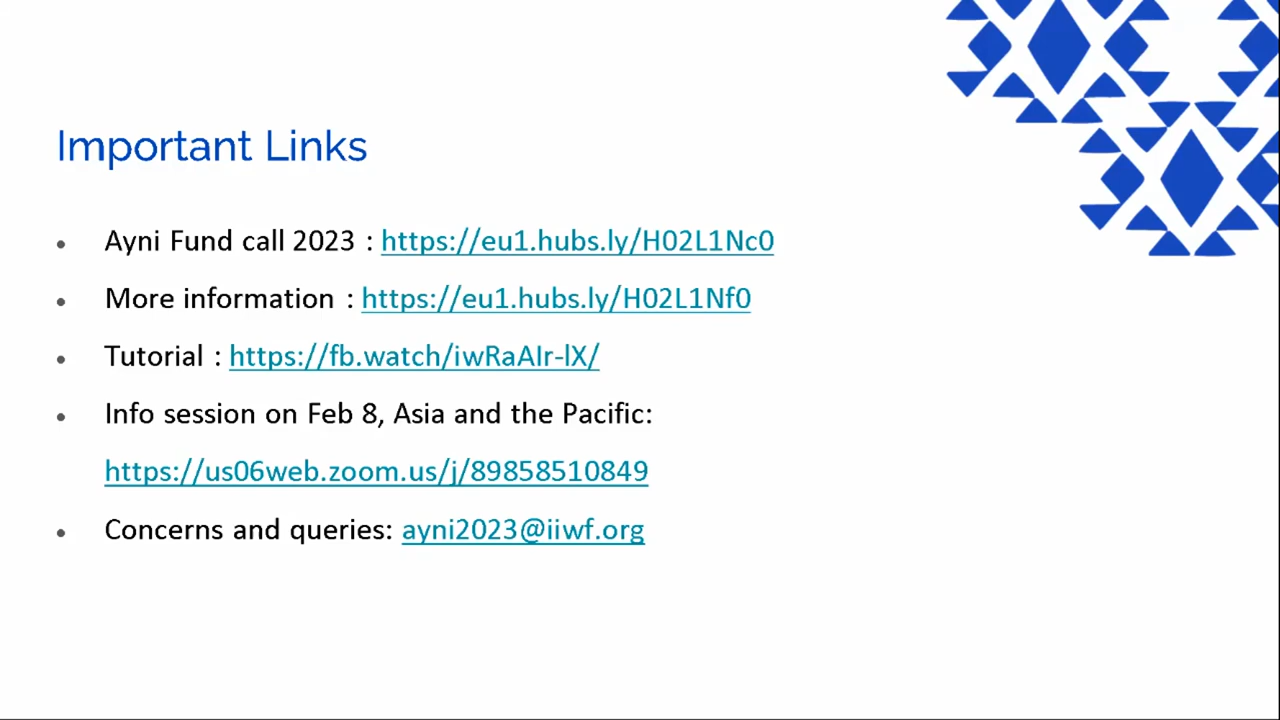 Important Links
• Ayni Fund call 2023 : https://eu1.hubs.ly/H02L1Nc0
• More information : https://eu1.hubs.ly/H02L1Nf0
• Tutorial : https://fb.watch/iwRaAIr-lX/
• Info session on Feb 8, Asia and the Pacific:
https://us06web.zoom.us/j/89858510849
• Concerns and queries: ayni2023@iiwf.org